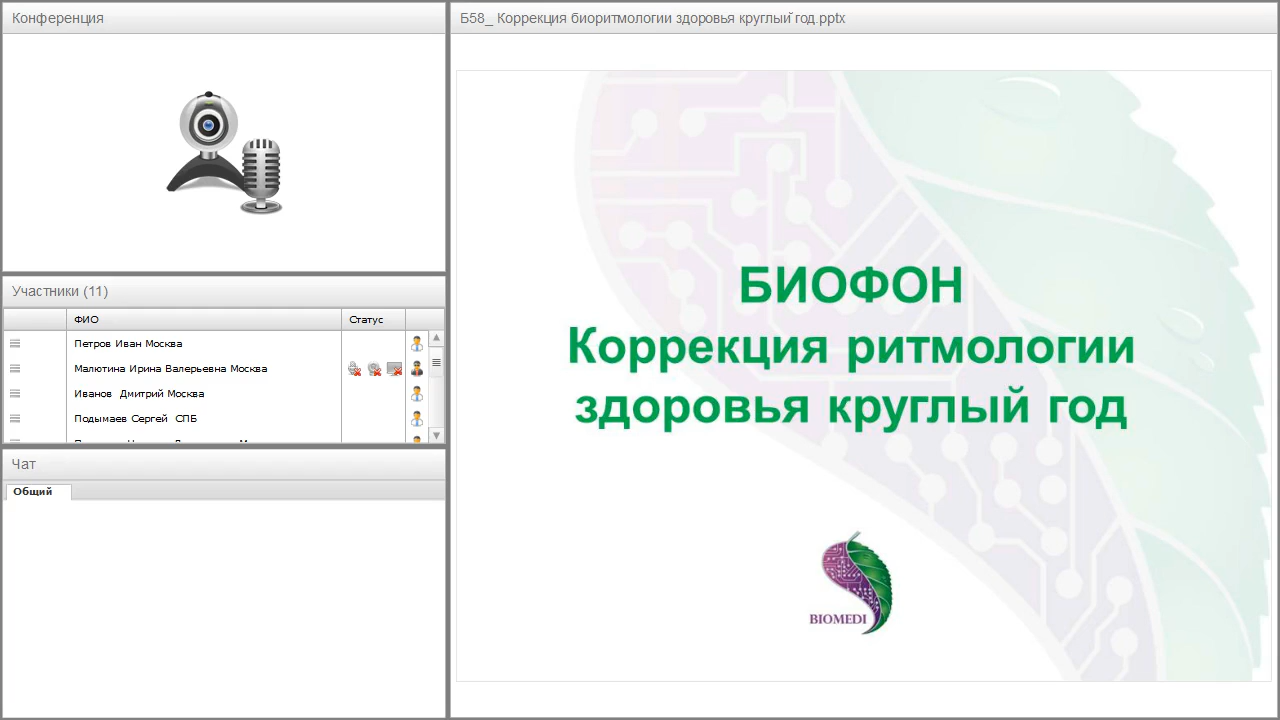 Конференция
Участники (11)
ФИО Статус
Петров Иван Москва
Манютина Ирина Валерьевна Москва
Иванов Дмитрий Москва
Подымаев Сергей СПБ
Чат
Общий
Б58_ Коррекция биоритмологии здоровья круглый год.pptx
БИОФОН
Коррекция ритмологии
здоровья круглый год
BIOMEDI